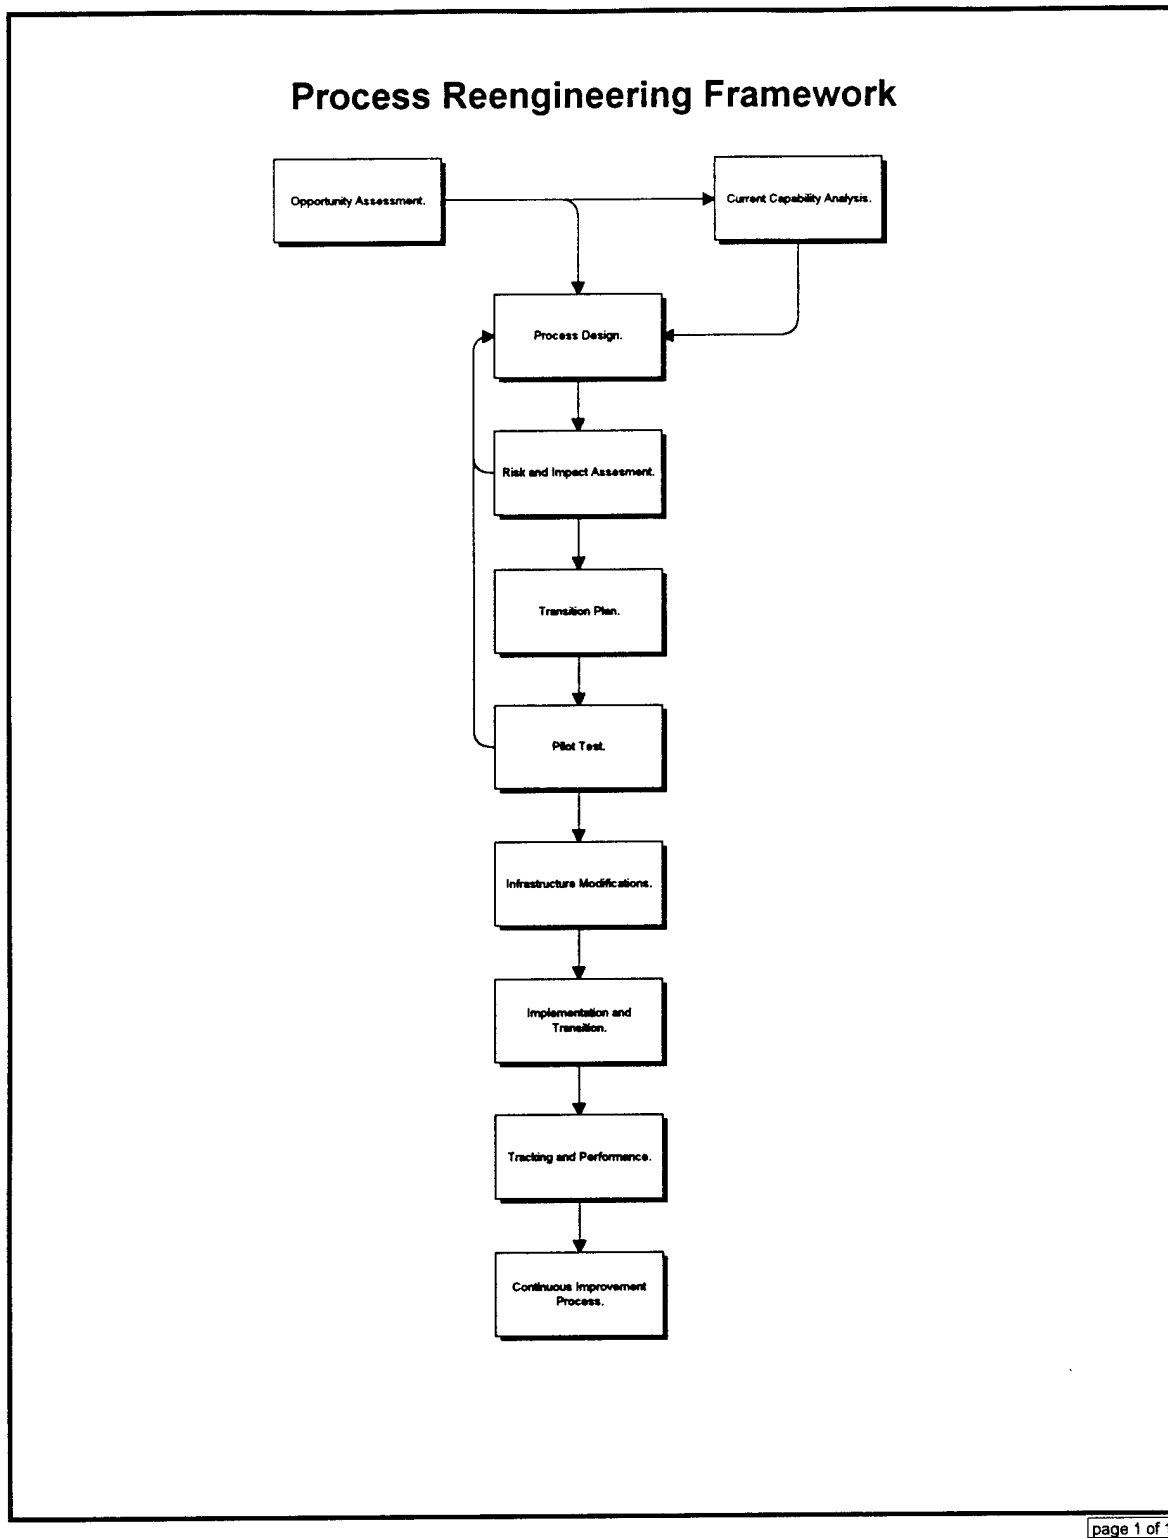 Process Reengineering Framework
Opportunity Assessment.
Current Capability Analysis.
Process Design.
Risk and Impact Assesment.
Transition Plan.
Pilot Test.
Infrastructure Modifications.
Implementation and
Transition.
Tracking and Performance.
Continuous Improvement
Process.
page 1 of 1